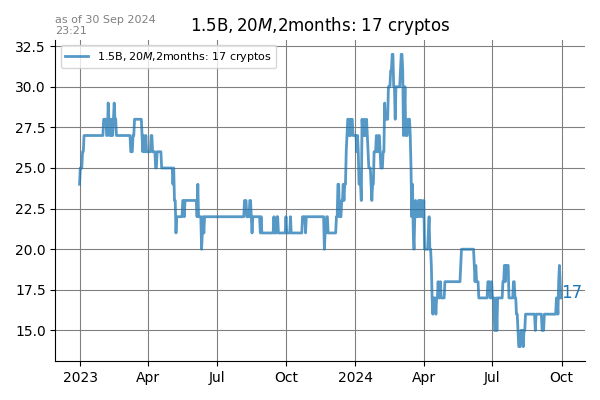 as of 30 Sep 2024
23:21
1.5B, 20M,2months: 17 cryptos
1.5B, 20M,2months: 17 cryptos
32.5
30.0
27.5
25.0
22.5
20.0
17.5
15.0
17
2023
Apr
Jul
Oct
2024
Apr
Jul
Oct